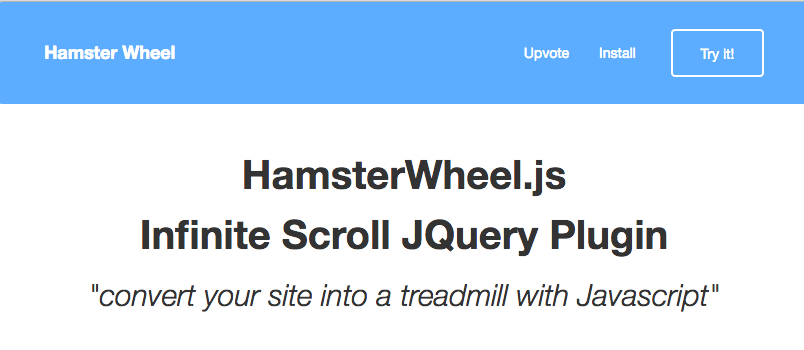 Hamster Wheel
Upvote Install Try it!
HamsterWheel.js
Infinite Scroll JQuery Plugin
"convert your site into a treadmill with Javascript"